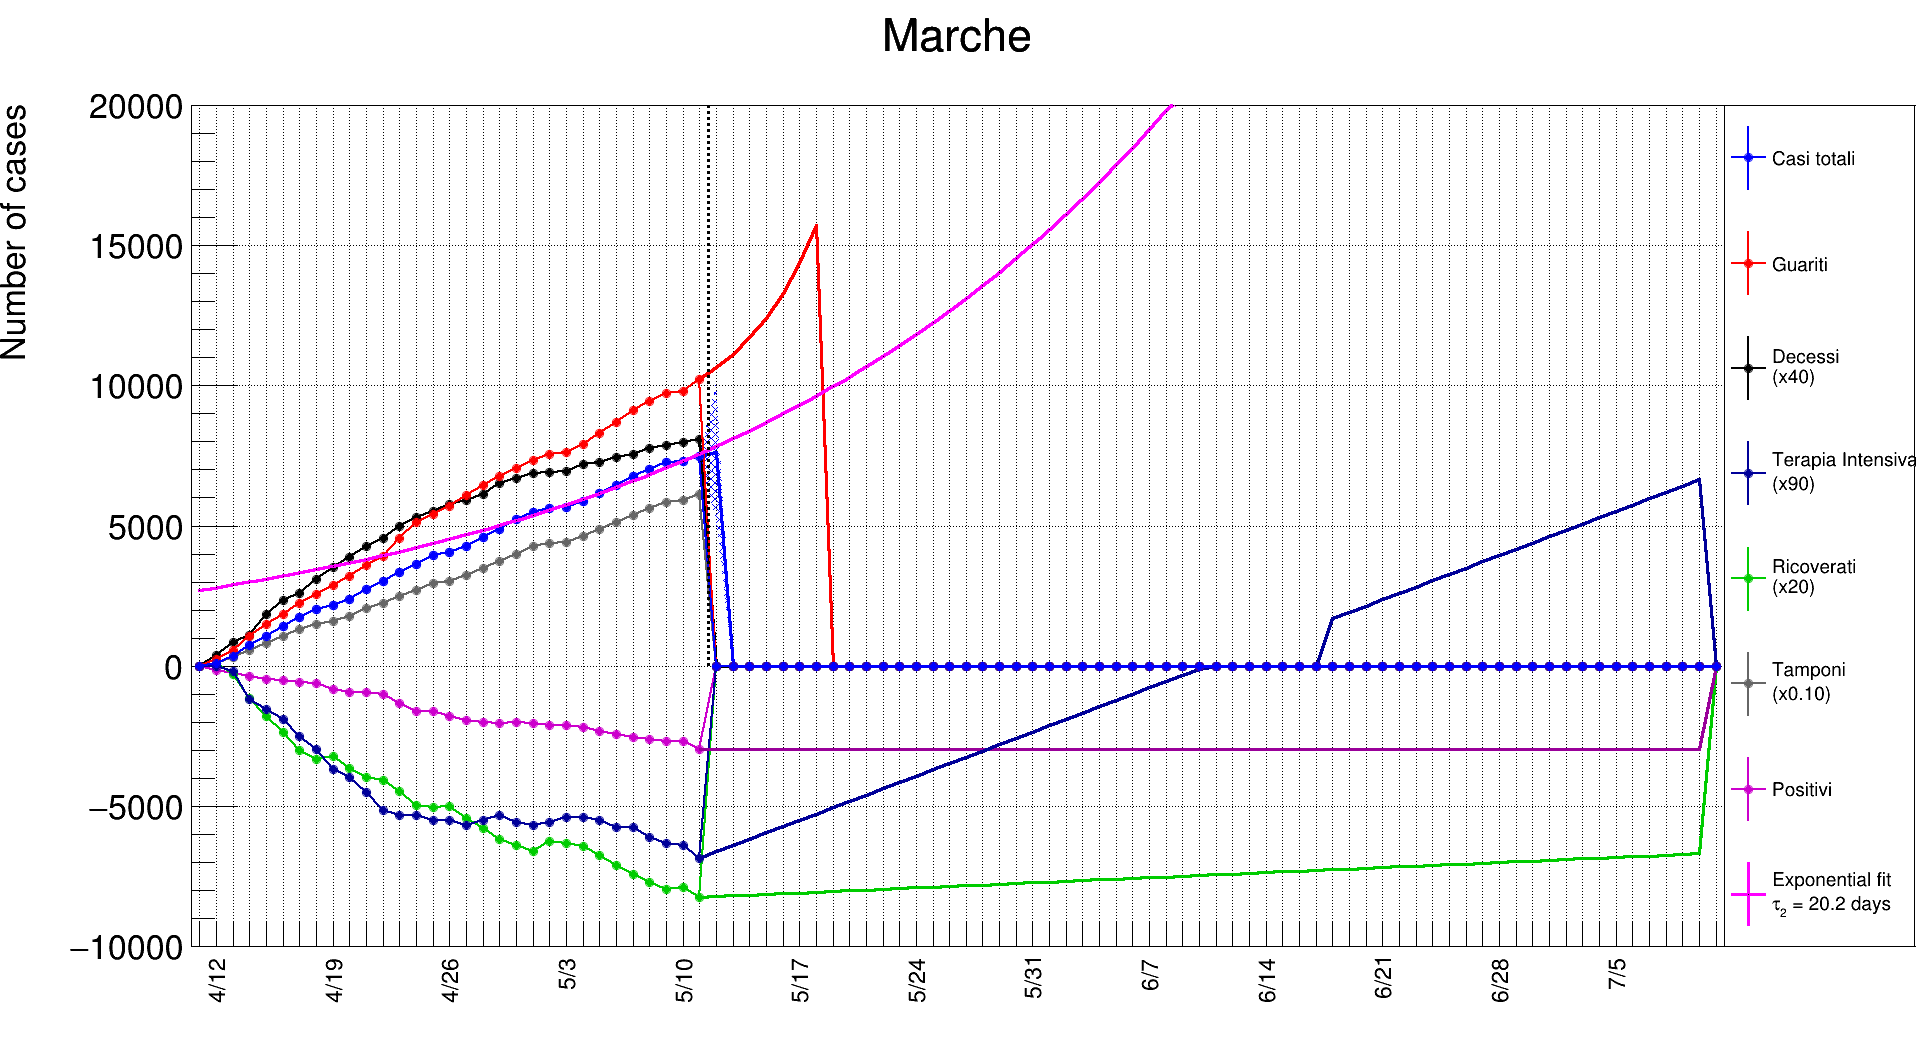 Marche
Number of cases
20000
15000
10000
5000
0
−5000
−10000
4/12
4/19
4/26
5/3
5/10
5/17
5/24
5/31
6/7
6/14
6/21
6/28
7/5
Casi totali
Guariti
Decessi
(x40)
Terapia Intensiva
(x90)
Ricoverati
(x20)
Tamponi
(x0.10)
Positivi
Exponential fit
τ2 = 20.2 days